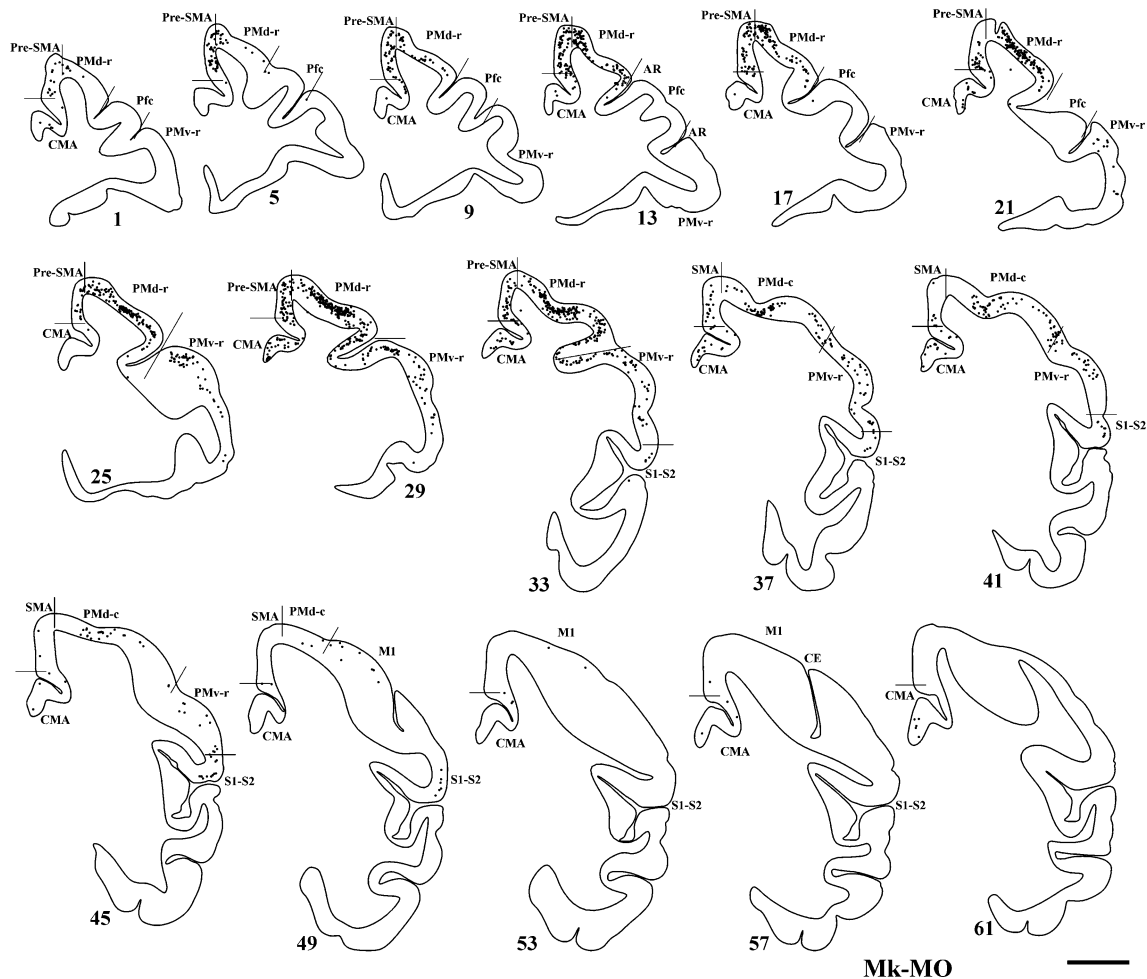 Pre-SMA
PMd-r
Pfc
PMv-r
CMA
1
Pre-SMA
PMd-r
Pfc
CMA
5
Pre-SMA
PMd-r
Pfc
CMA
PMv-r
9
Pre-SMA
PMd-r
AR
Pfc
AR
CMA
13
PMv-r
Pre-SMA
PMd-r
Pfc
CMA
PMv-r
17
Pre-SMA
PMd-r
CMA
Pfc
PMv-r
21
Pre-SMA
PMd-r
CMA
PMv-r
25
Pre-SMA
PMd-r
CMA
PMv-r
29
Pre-SMA
PMd-r
CMA
PMv-r
S1-S2
33
SMA
PMd-c
CMA
PMv-r
S1-S2
37
SMA
PMd-c
CMA
PMv-r
S1-S2
41
SMA
PMd-c
PMv-r
CMA
S1-S2
45
SMA
PMd-c
M1
CMA
S1-S2
49
M1
CMA
S1-S2
53
M1
CE
CMA
S1-S2
57
CMA
61
Mk-MO